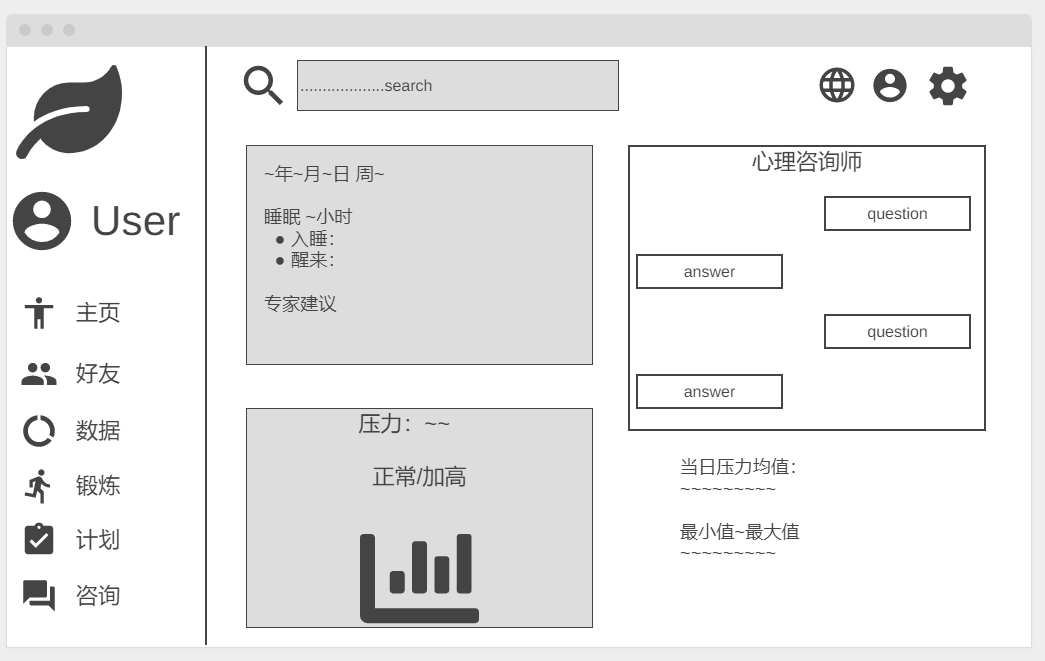 ...................search
User
主页
好友
数据
锻炼
计划
咨询
~年~月~日 周~
睡眠 ~小时
● 入睡：
● 醒来：
专家建议
压力：~~
正常/加高
心理咨询师
question
answer
question
answer
当日压力均值：
~~~~~~~~~
最小值~最大值
~~~~~~~~~